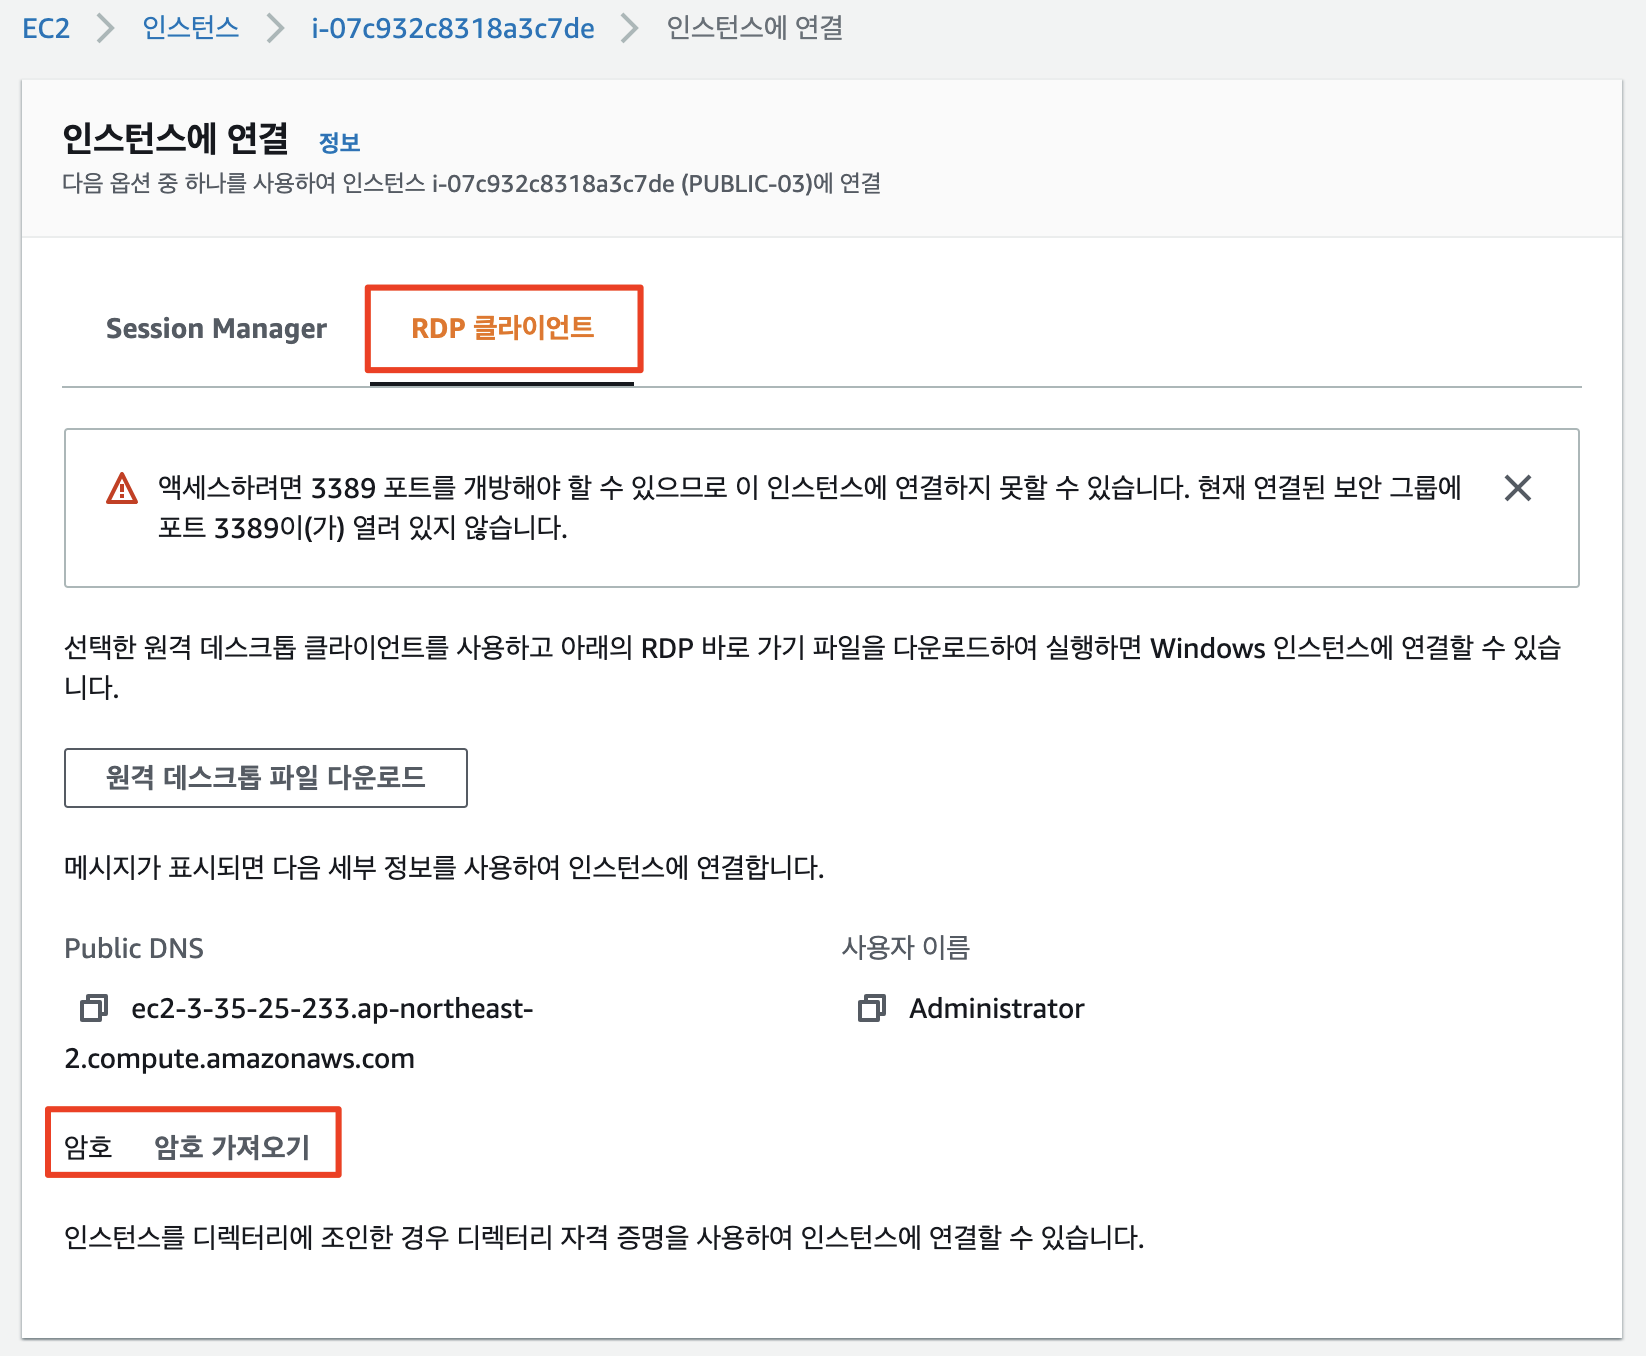 EC2 인스턴스 i-07c932c8318a3c7de 인스턴스에 연결
인스턴스에 연결 정보
다음 옵션 중 하나를 사용하여 인스턴스 i-07c932c8318a3c7de (PUBLIC-03)에 연결
Session Manager RDP 클라이언트
액세스하려면 3389 포트를 개방해야 할 수 있으므로 이 인스턴스에 연결하지 못할 수 있습니다. 현재 연결된 보안 그룹에
포트 3389이(가) 열려 있지 않습니다.
선택한 원격 데스크톱 클라이언트를 사용하고 아래의 RDP 바로 가기 파일을 다운로드하여 실행하면 Windows 인스턴스에 연결할 수 있습
니다.
원격 데스크톱 파일 다운로드
메시지가 표시되면 다음 세부 정보를 사용하여 인스턴스에 연결합니다.
Public DNS 사용자 이름
ec2-3-35-25-233.ap-northeast- Administrator
2.compute.amazonaws.com
암호 암호 가져오기
인스턴스를 디렉터리에 조인한 경우 디렉터리 자격 증명을 사용하여 인스턴스에 연결할 수 있습니다.